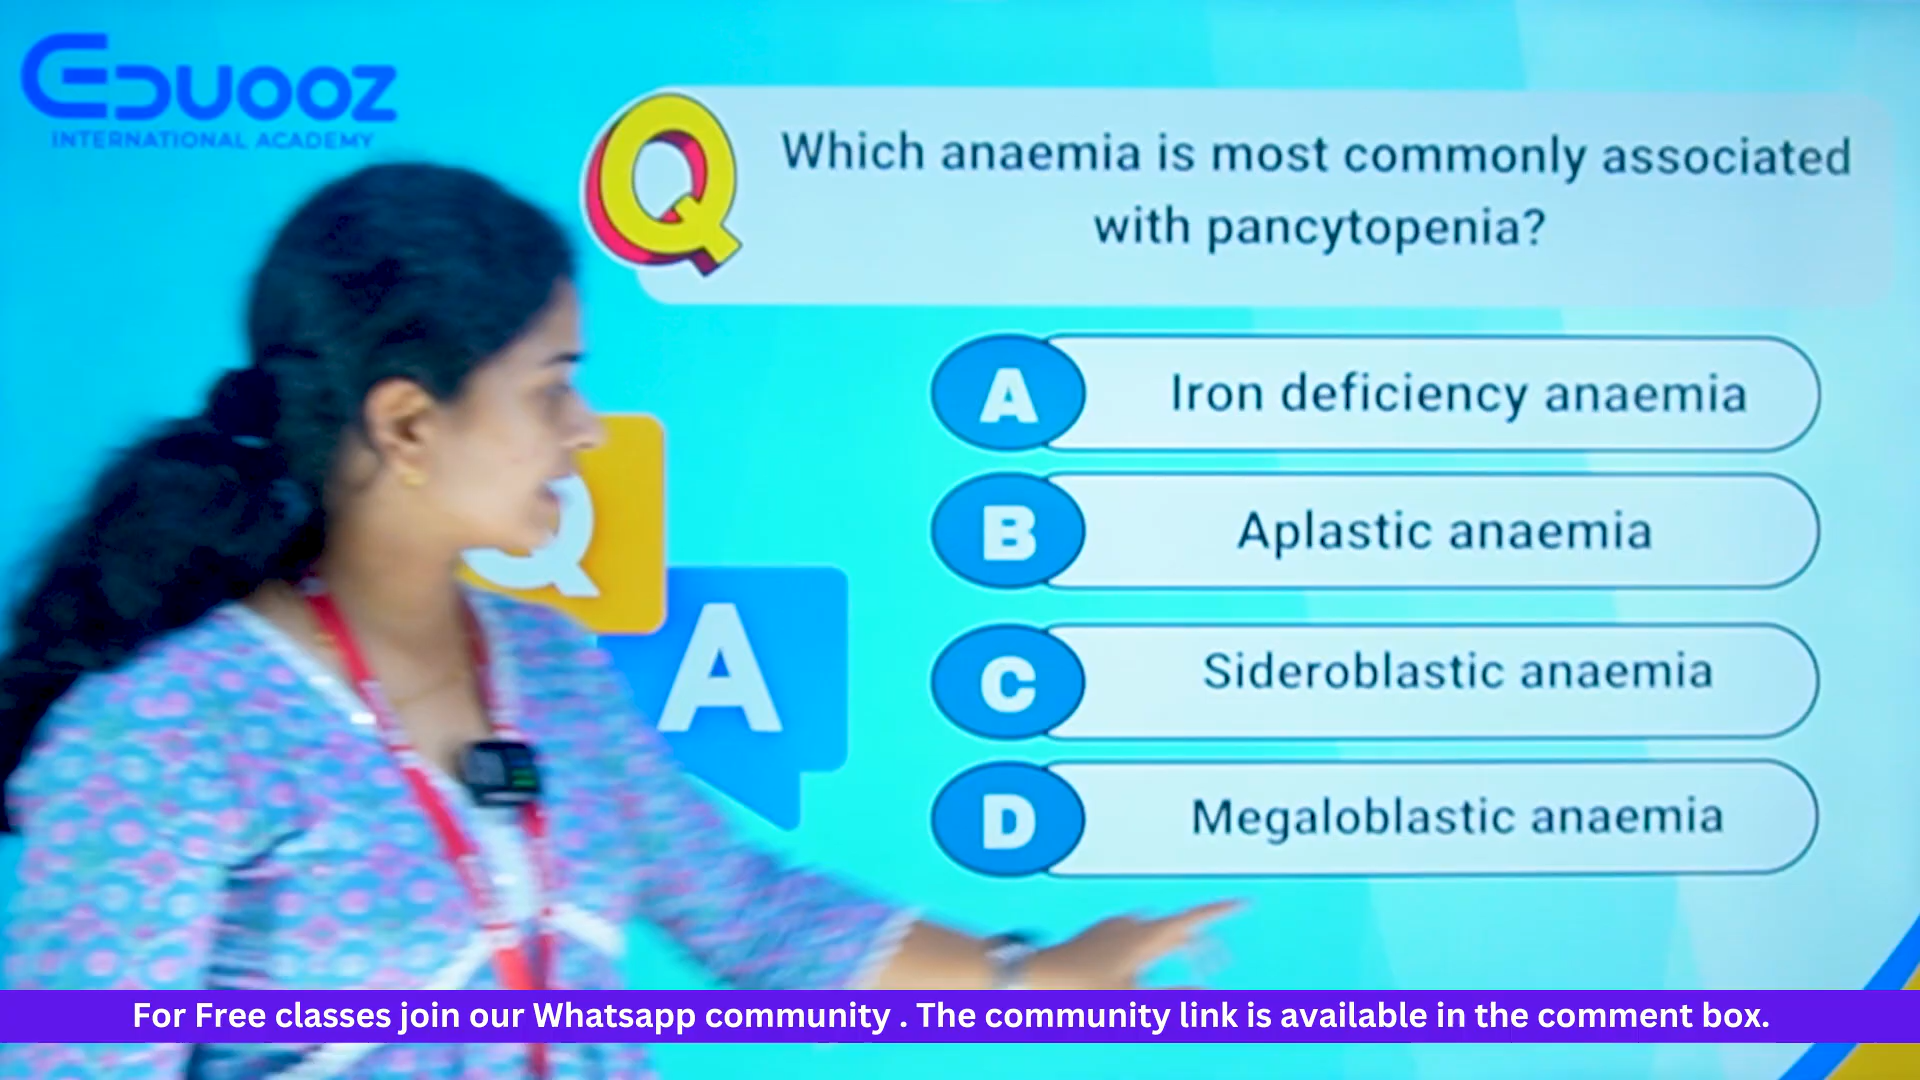 EDUOOZ
INTERNATIONAL ACADEMY
Q
Which anaemia is most commonly associated
with pancytopenia?
A Iron deficiency anaemia
B Aplastic anaemia
C Sideroblastic anaemia
D Megaloblastic anaemia
Q
A
For Free classes join our Whatsapp community . The community link is available in the comment box.